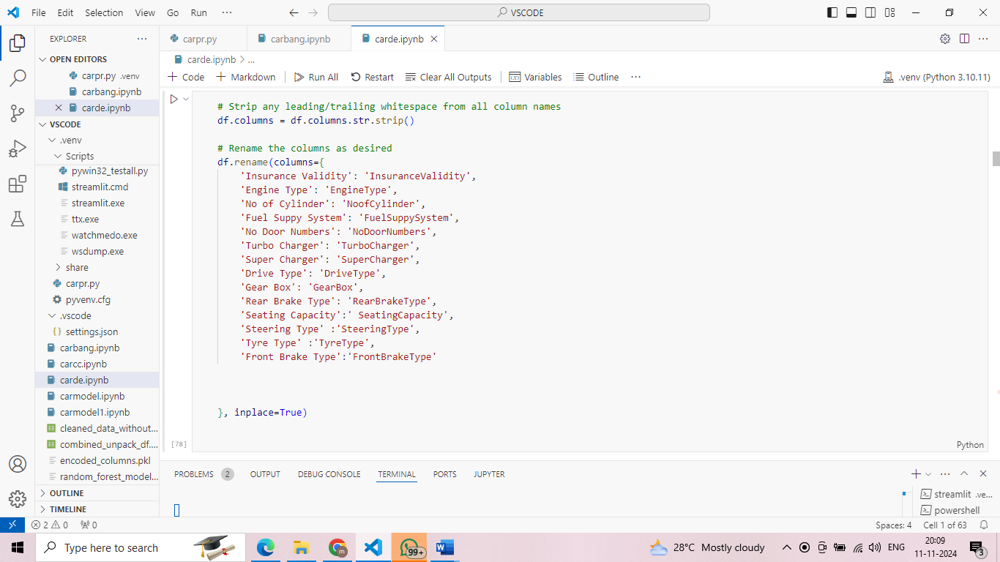 File Edit Selection View Go Run ···
VSCODE
EXPLORER
OPEN EDITORS
carpr.py .venv
carbang.ipynb
carde.ipynb
VSCODE
.venv
Scripts
pywin32_testall.py
streamlit.cmd
streamlit.exe
ttx.exe
watchmedo.exe
wsdump.exe
share
carpr.py
pyvenv.cfg
.vscode
{} settings.json
carbang.ipynb
carcc.ipynb
carde.ipynb
carmodel.ipynb
carmodel1.ipynb
cleaned_data_without...
combined_unpack_df....
encoded_columns.pkl
random_forest_model...
OUTLINE
TIMELINE
carpr.py carbang.ipynb carde.ipynb
carde.ipynb > ...
+ Code + Markdown Run All Restart Clear All Outputs Variables Outline ··· .venv (Python 3.10.11)
# Strip any leading/trailing whitespace from all column names
df.columns = df.columns.str.strip()
# Rename the columns as desired
df.rename(columns={
'Insurance Validity': 'InsuranceValidity',
'Engine Type': 'EngineType',
'No of Cylinder': 'NoofCylinder',
'Fuel Suppy System': 'FuelSuppySystem',
'No Door Numbers': 'NoDoorNumbers',
'Turbo Charger': 'TurboCharger',
'Super Charger': 'SuperCharger',
'Drive Type': 'DriveType',
'Gear Box': 'GearBox',
'Rear Brake Type': 'RearBrakeType',
'Seating Capacity':' SeatingCapacity',
'Steering Type' :'SteeringType',
'Tyre Type' :'TyreType',
'Front Brake Type':'FrontBrakeType'
}, inplace=True)
[78]
Python
PROBLEMS 2 OUTPUT DEBUG CONSOLE TERMINAL PORTS JUPYTER
streamlit .ve...
powershell
2 0 0
Spaces: 4 Cell 1 of 63
Type here to search
99+
28°C Mostly cloudy
ENG
20:09
11-11-2024
3